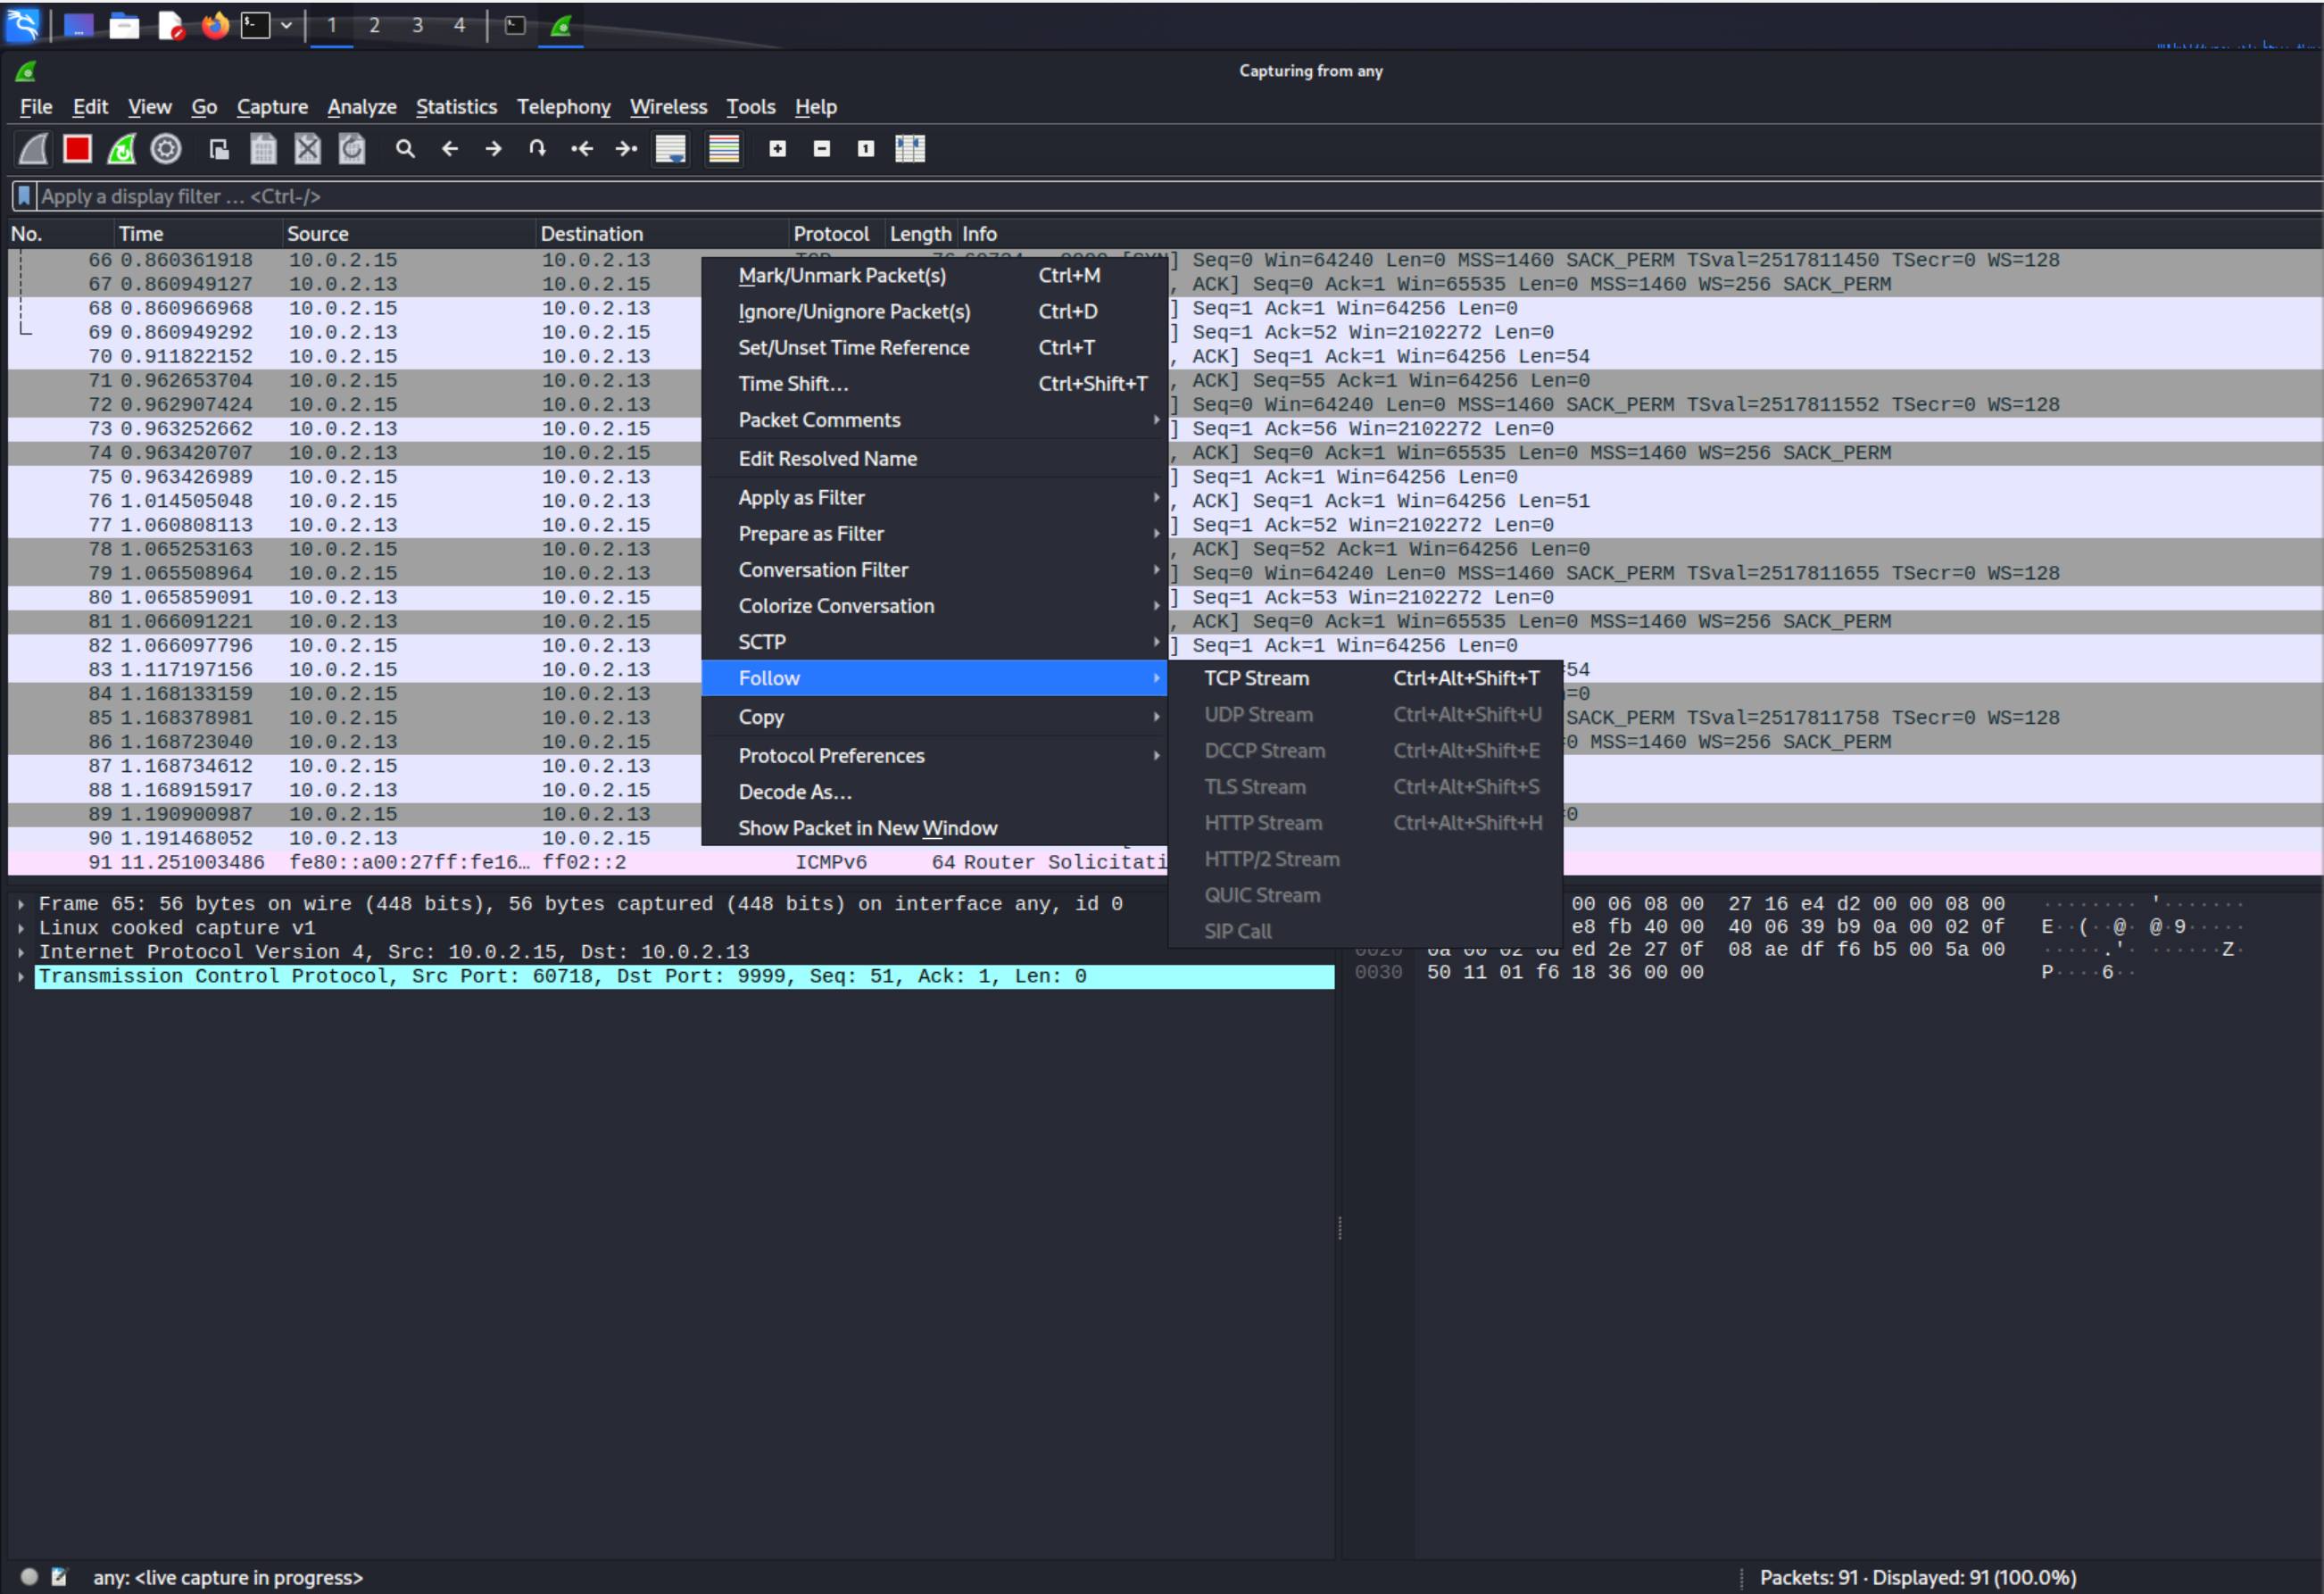 1 2 3 4
Capturing from any
File Edit View Go Capture Analyze Statistics Telephony Wireless Tools Help
Apply a display filter … <Ctrl-/>
No. Time Source Destination Protocol Length Info
66 0.860361918 10.0.2.15 10.0.2.13 ] Seq=0 Win=64240 Len=0 MSS=1460 SACK_PERM TSval=2517811450 TSecr=0 WS=128
67 0.860949127 10.0.2.13 10.0.2.15 , ACK] Seq=0 Ack=1 Win=65535 Len=0 MSS=1460 WS=256 SACK_PERM
68 0.860966968 10.0.2.15 10.0.2.13 ] Seq=1 Ack=1 Win=64256 Len=0
69 0.860949292 10.0.2.13 10.0.2.15 ] Seq=1 Ack=52 Win=2102272 Len=0
70 0.911822152 10.0.2.15 10.0.2.13 , ACK] Seq=1 Ack=1 Win=64256 Len=54
71 0.962653704 10.0.2.15 10.0.2.13 , ACK] Seq=55 Ack=1 Win=64256 Len=0
72 0.962907424 10.0.2.15 10.0.2.13 ] Seq=0 Win=64240 Len=0 MSS=1460 SACK_PERM TSval=2517811552 TSecr=0 WS=128
73 0.963252662 10.0.2.13 10.0.2.15 ] Seq=1 Ack=56 Win=2102272 Len=0
74 0.963420707 10.0.2.13 10.0.2.15 , ACK] Seq=0 Ack=1 Win=65535 Len=0 MSS=1460 WS=256 SACK_PERM
75 0.963426989 10.0.2.15 10.0.2.13 ] Seq=1 Ack=1 Win=64256 Len=0
76 1.014505048 10.0.2.15 10.0.2.13 , ACK] Seq=1 Ack=1 Win=64256 Len=51
77 1.060808113 10.0.2.13 10.0.2.15 ] Seq=1 Ack=52 Win=2102272 Len=0
78 1.065253163 10.0.2.15 10.0.2.13 , ACK] Seq=52 Ack=1 Win=64256 Len=0
79 1.065508964 10.0.2.15 10.0.2.13 ] Seq=0 Win=64240 Len=0 MSS=1460 SACK_PERM TSval=2517811655 TSecr=0 WS=128
80 1.065859091 10.0.2.13 10.0.2.15 ] Seq=1 Ack=53 Win=2102272 Len=0
81 1.066091221 10.0.2.13 10.0.2.15 , ACK] Seq=0 Ack=1 Win=65535 Len=0 MSS=1460 WS=256 SACK_PERM
82 1.066097796 10.0.2.15 10.0.2.13 ] Seq=1 Ack=1 Win=64256 Len=0
83 1.117197156 10.0.2.15 10.0.2.13 =54
84 1.168133159 10.0.2.15 10.0.2.13 =0
85 1.168378981 10.0.2.15 10.0.2.13 SACK_PERM TSval=2517811758 TSecr=0 WS=128
86 1.168723040 10.0.2.13 10.0.2.15 =0 MSS=1460 WS=256 SACK_PERM
87 1.168734612 10.0.2.15 10.0.2.13
88 1.168915917 10.0.2.13 10.0.2.15
89 1.190900987 10.0.2.15 10.0.2.13 =0
90 1.191468052 10.0.2.13 10.0.2.15
91 11.251003486 fe80::a00:27ff:fe16… ff02::2 ICMPv6 64 Router Solicitati
Mark/Unmark Packet(s) Ctrl+M
Ignore/Unignore Packet(s) Ctrl+D
Set/Unset Time Reference Ctrl+T
Time Shift… Ctrl+Shift+T
Packet Comments
Edit Resolved Name
Apply as Filter
Prepare as Filter
Conversation Filter
Colorize Conversation
SCTP
Follow
Copy
Protocol Preferences
Decode As…
Show Packet in New Window
TCP Stream Ctrl+Alt+Shift+T
UDP Stream Ctrl+Alt+Shift+U
DCCP Stream Ctrl+Alt+Shift+E
TLS Stream Ctrl+Alt+Shift+S
HTTP Stream Ctrl+Alt+Shift+H
HTTP/2 Stream
QUIC Stream
SIP Call
Frame 65: 56 bytes on wire (448 bits), 56 bytes captured (448 bits) on interface any, id 0
Linux cooked capture v1
Internet Protocol Version 4, Src: 10.0.2.15, Dst: 10.0.2.13
Transmission Control Protocol, Src Port: 60718, Dst Port: 9999, Seq: 51, Ack: 1, Len: 0
00 06 08 00 27 16 e4 d2 00 00 08 00 ········ '·······
e8 fb 40 00 40 06 39 b9 0a 00 02 0f E··(··@· @·9·····
0020 0a 00 02 0d ed 2e 27 0f 08 ae df f6 b5 00 5a 00 ·····.'· ······Z·
0030 50 11 01 f6 18 36 00 00 P····6··
any: <live capture in progress>
Packets: 91 · Displayed: 91 (100.0%)